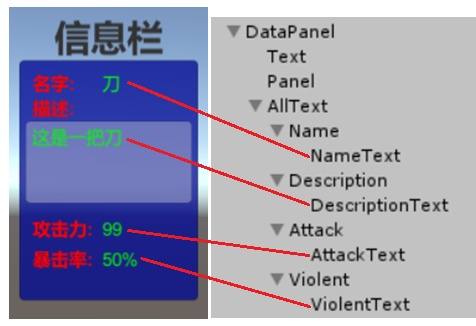 信息栏
名字: 刀
描述:
这是一把刀
攻击力: 99
暴击率: 50%
DataPanel
Text
Panel
AllText
Name
NameText
Description
DescriptionText
Attack
AttackText
Violent
ViolentText